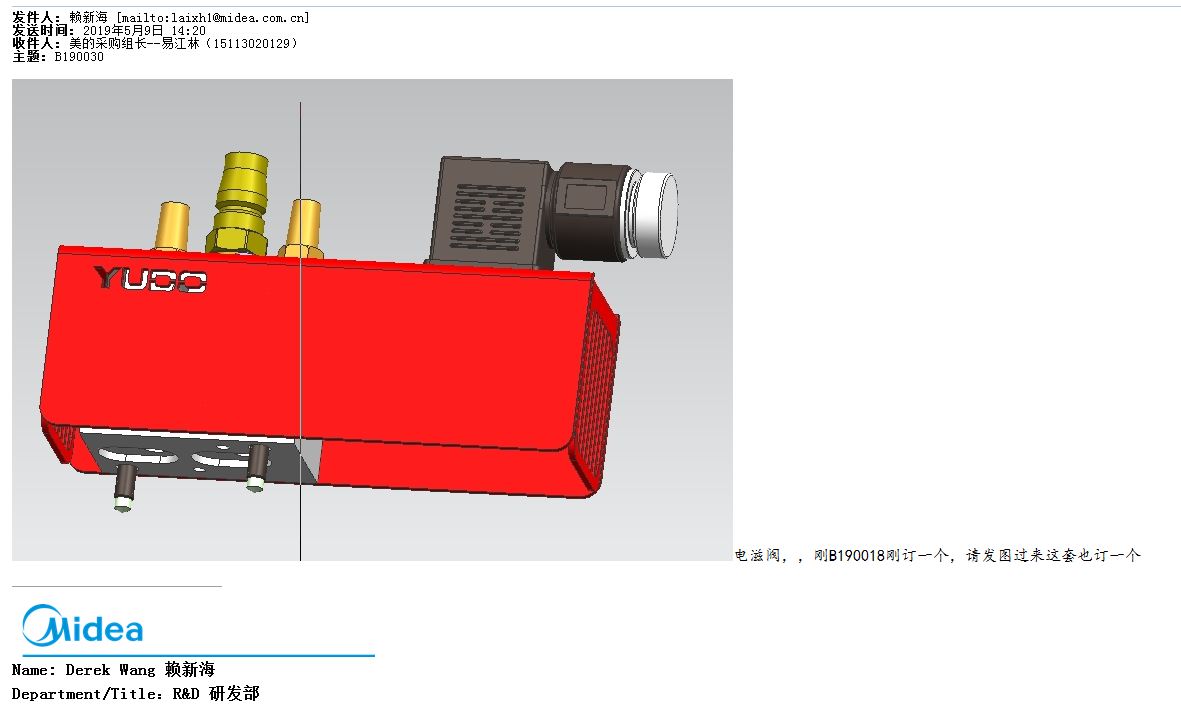 发件人: 赖新海 [mailto:laixh1@midea.com.cn]
发送时间: 2019年5月9日 14:20
收件人: 美的采购组长--易江林（15113020129）
主题: B190030
YUDO
电滋阀，，刚B190018刚订一个，请发图过来这套也订一个
Midea
Name: Derek Wang 赖新海
Department/Title: R&D 研发部